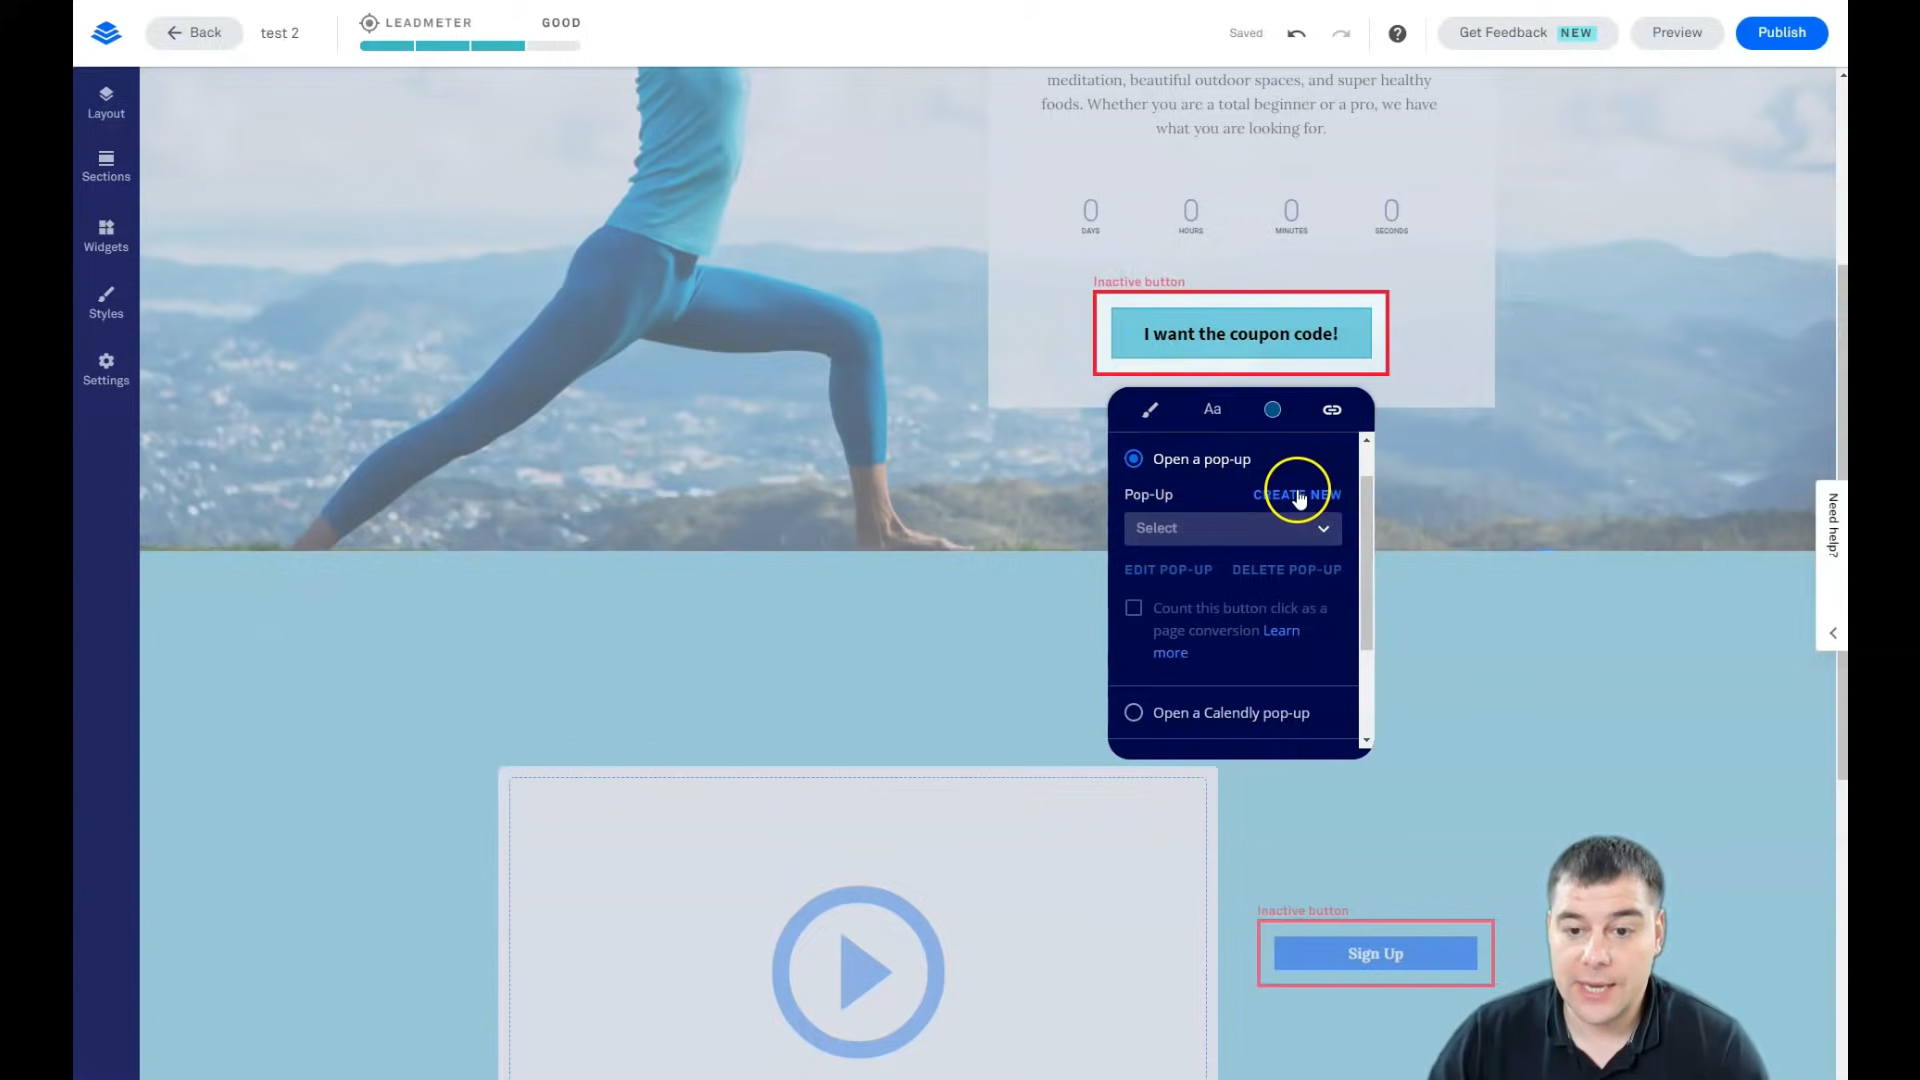 Back
test 2
LEADMETER
GOOD
Saved
Get Feedback NEW
Preview
Publish
Layout
Sections
Widgets
Styles
Settings
meditation, beautiful outdoor spaces, and super healthy
foods. Whether you are a total beginner or a pro, we have
what you are looking for.
0 0 0 0
DAYS HOURS MINUTES SECONDS
Inactive button
I want the coupon code!
Aa
Open a pop-up
Pop-Up
CREATE NEW
Select
EDIT POP-UP DELETE POP-UP
Count this button click as a
page conversion Learn
more
Open a Calendly pop-up
Need help?
Inactive button
Sign Up